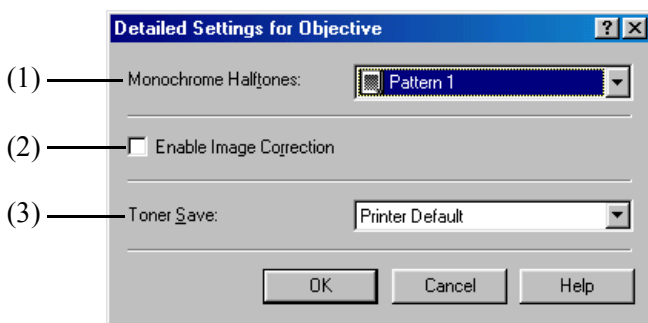 Detailed Settings for Objective ? X
(1) Monochrome Halftones: Pattern 1
(2) Enable Image Correction
(3) Toner Save: Printer Default
OK Cancel Help